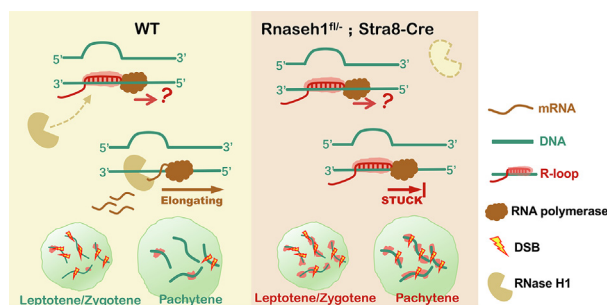 WT
5' 3'
3' 5'
?
5' 3'
3' 5'
Elongating
Leptotene/Zygotene Pachytene
Rnaseh1fl/- ; Stra8-Cre
5' 3'
3' 5'
?
5' 3'
3' 5'
STUCK
Leptotene/Zygotene Pachytene
mRNA
DNA
R-loop
RNA polymerase
DSB
RNase H1